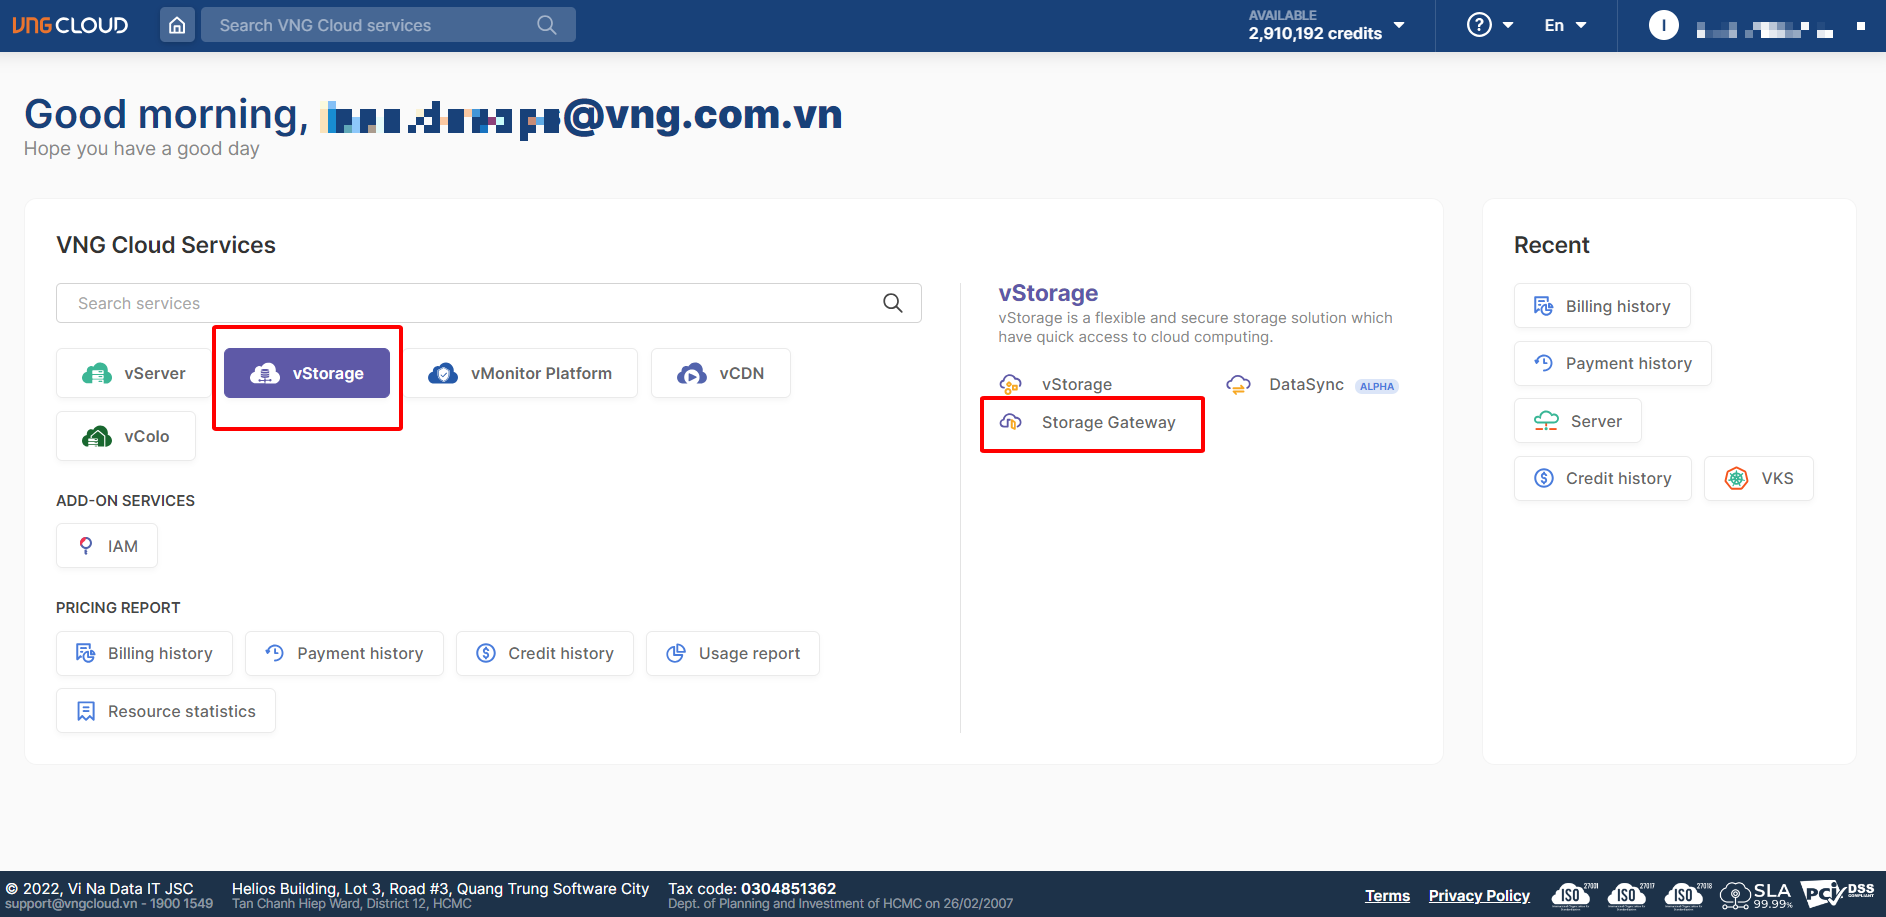 VNG CLOUD
Search VNG Cloud services
AVAILABLE
2,910,192 credits
?
En
I
Good morning, @vng.com.vn
Hope you have a good day
VNG Cloud Services
Search services
vServer
vStorage
vMonitor Platform
vCDN
vColo
ADD-ON SERVICES
IAM
PRICING REPORT
Billing history
Payment history
Credit history
Usage report
Resource statistics
vStorage
vStorage is a flexible and secure storage solution which
have quick access to cloud computing.
vStorage
DataSync ALPHA
Storage Gateway
Recent
Billing history
Payment history
Server
Credit history
VKS
© 2022, Vi Na Data IT JSC
support@vngcloud.vn - 1900 1549
Helios Building, Lot 3, Road #3, Quang Trung Software City
Tan Chanh Hiep Ward, District 12, HCMC
Tax code: 0304851362
Dept. of Planning and Investment of HCMC on 26/02/2007
Terms
Privacy Policy
ISO 27001
ISO 27017
ISO 27018
SLA
99.99%
PCI DSS
COMPLIANT